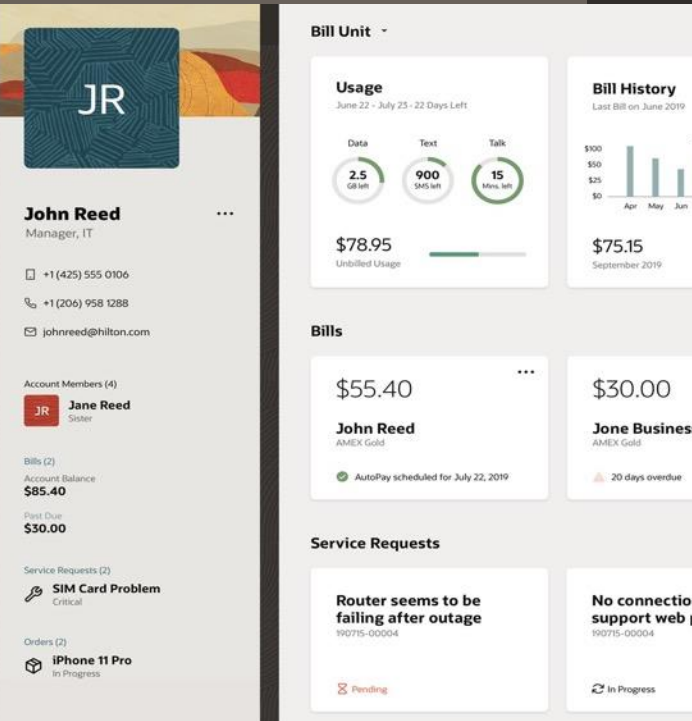 JR
John Reed
...
Manager, IT
+1 (425) 555 0106
+1 (206) 958 1288
johnreed@hilton.com
Account Members (4)
JR
Jane Reed
Sister
Bills (2)
Account Balance
$85.40
Past Due
$30.00
Service Requests (2)
SIM Card Problem
Critical
Orders (2)
iPhone 11 Pro
In Progress
Bill Unit
Usage
June 22 - July 23 - 22 Days Left
Data Text Talk
2.5 900 15
GB left SMS left Mins. left
$78.95
Unbilled Usage
Bill History
Last Bill on June 2019
$100
$50
$25
$0
Apr May Jun
$75.15
September 2019
Bills
...
$55.40
John Reed
AMEX Gold
AutoPay scheduled for July 22, 2019
$30.00
Jone Business
AMEX Gold
20 days overdue
Service Requests
Router seems to be
failing after outage
190715-00004
Pending
No connectio
support web p
190715-00004
In Progress